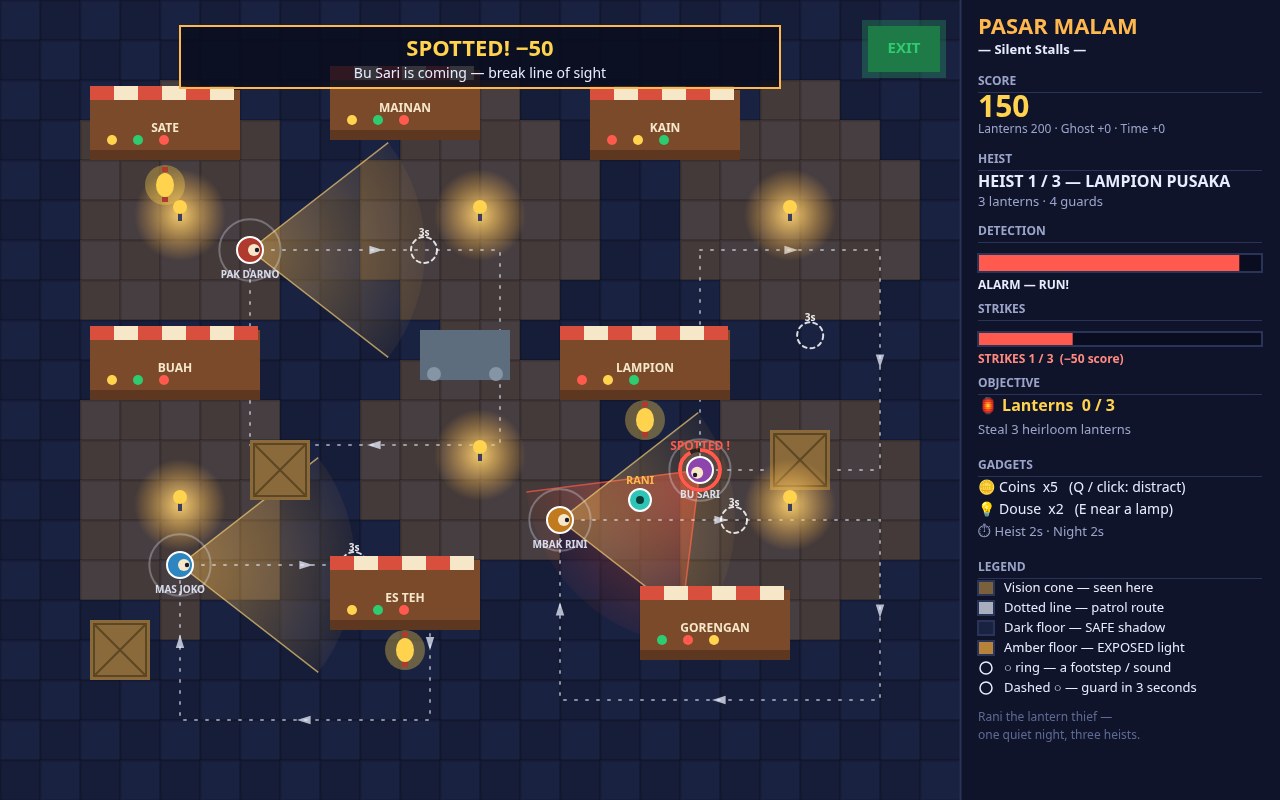 SPOTTED! −50
Bu Sari is coming — break line of sight
EXIT
SATE
MAINAN
KAIN
3s
PAK DARNO
3s
BUAH
LAMPION
SPOTTED !
RANI
BU SARI
3s
MBAK RINI
3s
MAS JOKO
ES TEH
GORENGAN
PASAR MALAM
— Silent Stalls —
SCORE
150
Lanterns 200 · Ghost +0 · Time +0
HEIST
HEIST 1 / 3 — LAMPION PUSAKA
3 lanterns · 4 guards
DETECTION
ALARM — RUN!
STRIKES
STRIKES 1 / 3 (−50 score)
OBJECTIVE
Lanterns 0 / 3
Steal 3 heirloom lanterns
GADGETS
Coins x5 (Q / click: distract)
Douse x2 (E near a lamp)
⏱ Heist 2s · Night 2s
LEGEND
Vision cone — seen here
Dotted line — patrol route
Dark floor — SAFE shadow
Amber floor — EXPOSED light
○ ring — a footstep / sound
Dashed ○ — guard in 3 seconds
Rani the lantern thief —
one quiet night, three heists.